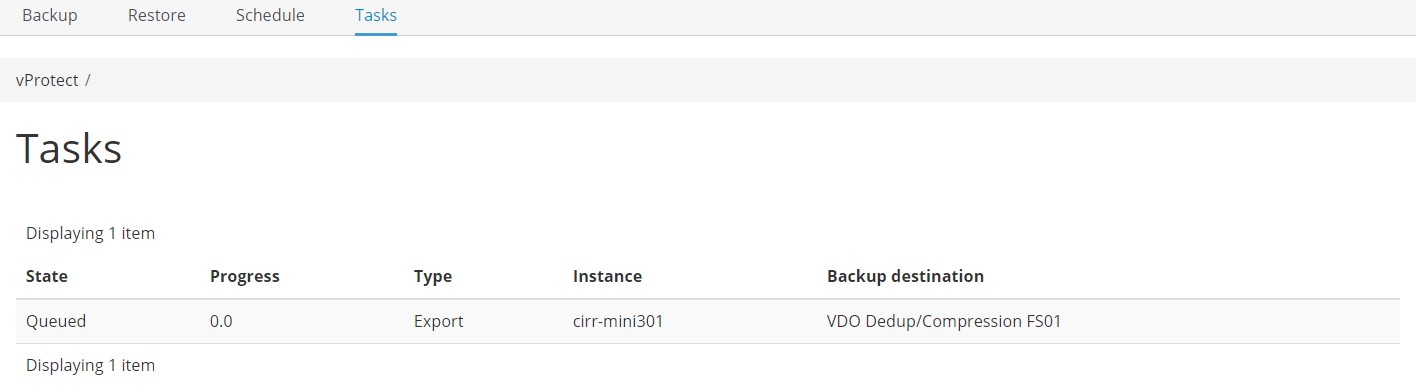 Backup Restore Schedule Tasks
vProtect /
Tasks
Displaying 1 item
State Progress Type Instance Backup destination
Queued 0.0 Export cirr-mini301 VDO Dedup/Compression FS01
Displaying 1 item